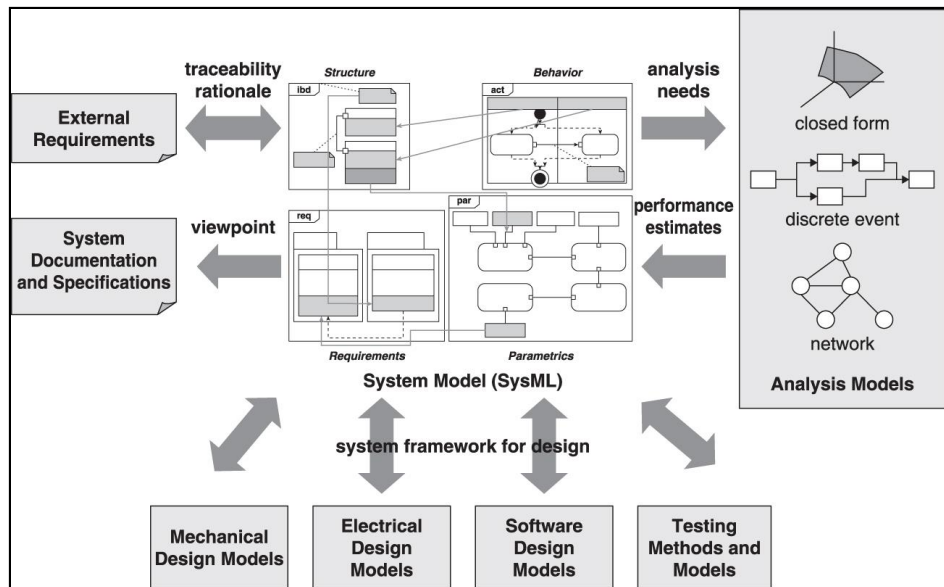 External
Requirements
traceability
rationale
Structure
ibd
Behavior
act
analysis
needs
closed form
discrete event
network
Analysis Models
System
Documentation
and Specifications
viewpoint
req
par
performance
estimates
Requirements
Parametrics
System Model (SysML)
system framework for design
Mechanical
Design Models
Electrical
Design
Models
Software
Design
Models
Testing
Methods and
Models